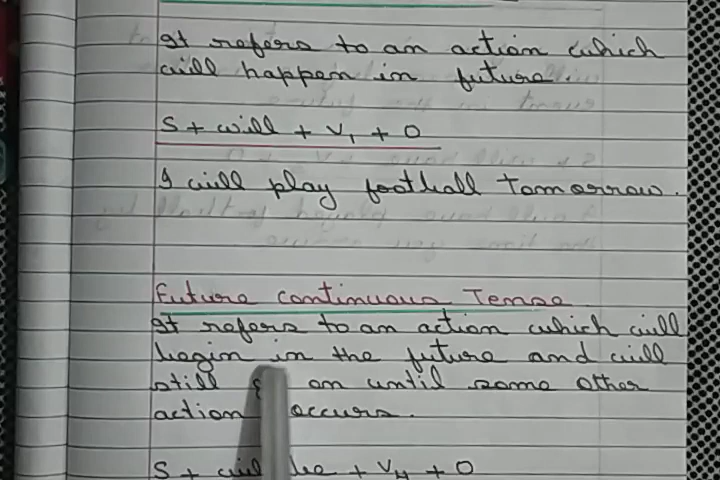 It refers to an action which
will happen in future.
S + will + V₁ + O
I will play football Tomorrow.
Future continuous Tense
It refers to an action which will
begin in the future and will
still on until some other
action occurs.
S + will be + V₄ + O